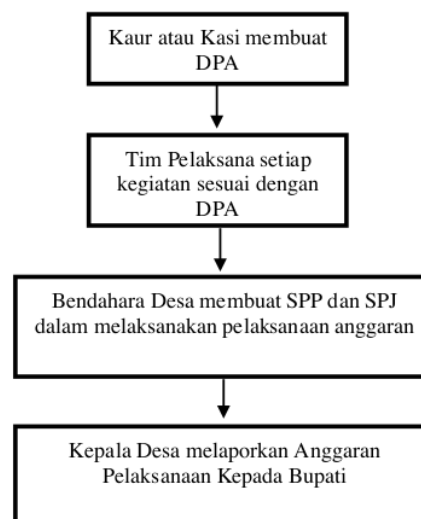 Kaur atau Kasi membuat
DPA
Tim Pelaksana setiap
kegiatan sesuai dengan
DPA
Bendahara Desa membuat SPP dan SPJ
dalam melaksanakan pelaksanaan anggaran
Kepala Desa melaporkan Anggaran
Pelaksanaan Kepada Bupati